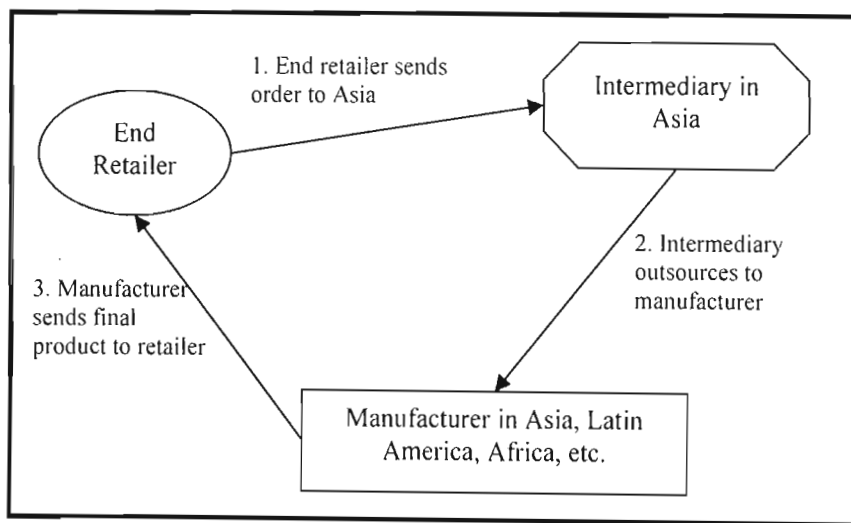 1. End retailer sends
order to Asia
Intermediary in
Asia
End
Retailer
2. Intermediary
outsources to
manufacturer
3. Manufacturer
sends final
product to retailer
Manufacturer in Asia, Latin
America, Africa, etc.